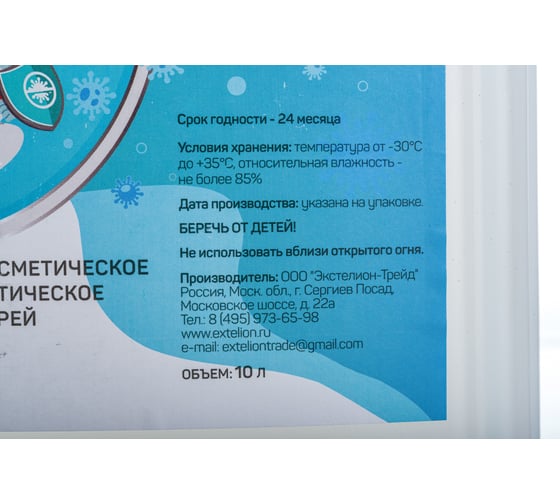 Срок годности - 24 месяца
Условия хранения: температура от -30°С
до +35°С, относительная влажность -
не более 85%
Дата производства: указана на упаковке.
БЕРЕЧЬ ОТ ДЕТЕЙ!
Не использовать вблизи открытого огня.
СМЕТИЧЕСКОЕ
ТИЧЕСКОЕ
РЕЙ
Производитель: ООО "Экстелион-Трейд"
Россия, Моск. обл., г. Сергиев Посад,
Московское шоссе, д. 22а
Тел.: 8 (495) 973-65-98
www.extelion.ru
e-mail: exteliontrade@gmail.com
ОБЪЕМ: 10 л